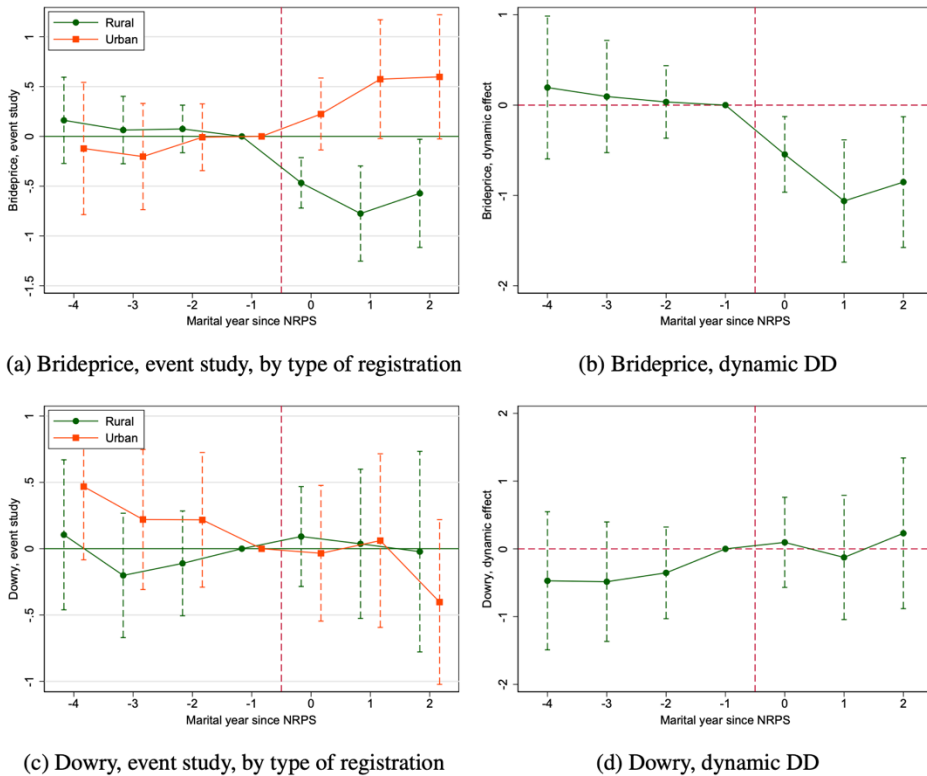 Rural
Urban
Brideprice, event study
1
.5
0
-.5
-1
-1.5
-4 -3 -2 -1 0 1 2
Marital year since NRPS
(a) Brideprice, event study, by type of registration
Brideprice, dynamic effect
1
0
-1
-2
-4 -3 -2 -1 0 1 2
Marital year since NRPS
(b) Brideprice, dynamic DD
Rural
Urban
Dowry, event study
1
.5
0
-.5
-1
-4 -3 -2 -1 0 1 2
Marital year since NRPS
(c) Dowry, event study, by type of registration
Dowry, dynamic effect
2
1
0
-1
-2
-4 -3 -2 -1 0 1 2
Marital year since NRPS
(d) Dowry, dynamic DD